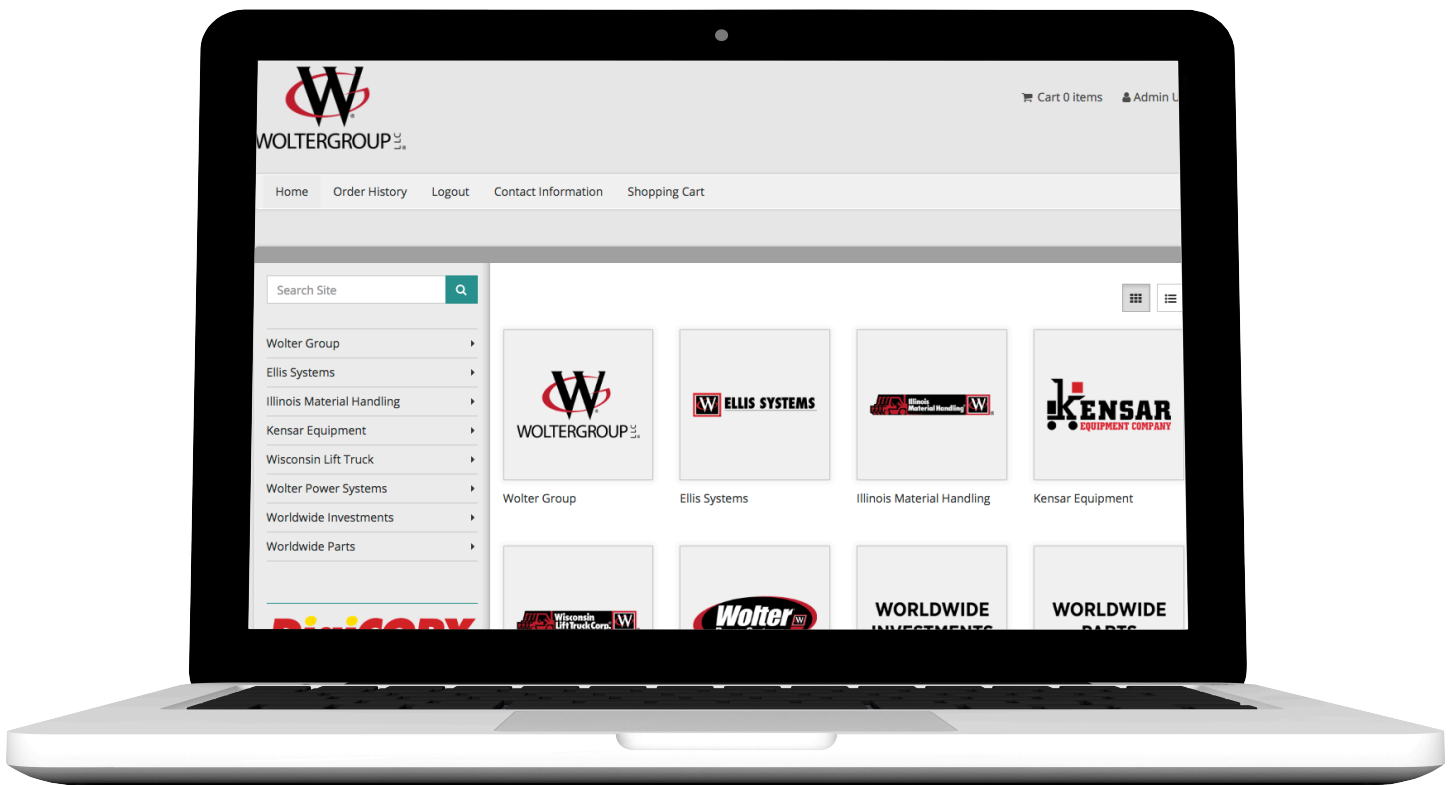 W
WOLTERGROUP LLC
Cart 0 items
Admin U
Home
Order History
Logout
Contact Information
Shopping Cart
Search Site
Wolter Group
Ellis Systems
Illinois Material Handling
Kensar Equipment
Wisconsin Lift Truck
Wolter Power Systems
Worldwide Investments
Worldwide Parts
DigiCOPY
W
WOLTERGROUP LLC
W ELLIS SYSTEMS
Illinois
Material Handling W
KENSAR
EQUIPMENT COMPANY
Wolter Group
Ellis Systems
Illinois Material Handling
Kensar Equipment
Wisconsin
Lift Truck Corp. W
Wolter W
WORLDWIDE
INVESTMENTS
WORLDWIDE
PARTS